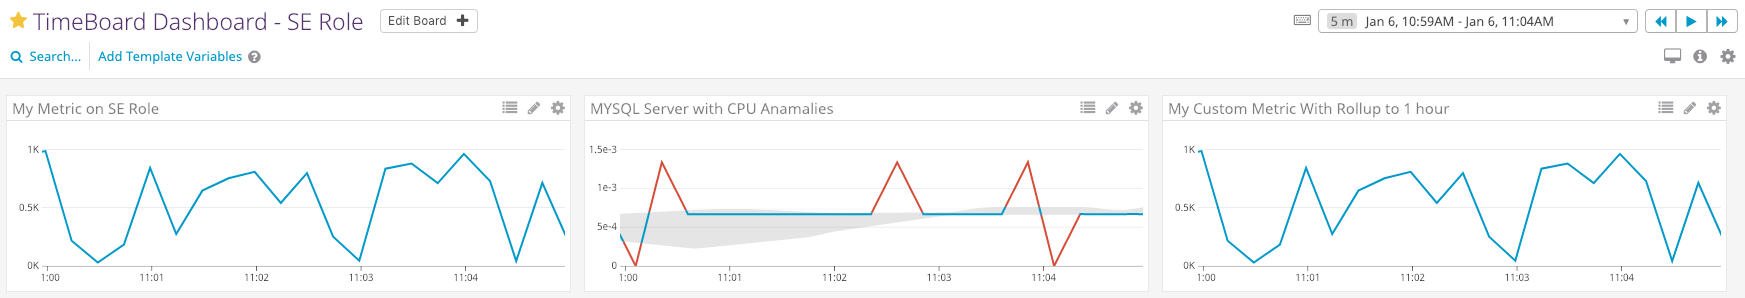 TimeBoard Dashboard - SE Role
Edit Board +
5 m Jan 6, 10:59AM - Jan 6, 11:04AM
Search...
Add Template Variables ?
My Metric on SE Role
1K
0.5K
0K
1:00 11:01 11:02 11:03 11:04
MYSQL Server with CPU Anamalies
1.5e-3
1e-3
5e-4
0
1:00 11:01 11:02 11:03 11:04
My Custom Metric With Rollup to 1 hour
1K
0.5K
0K
1:00 11:01 11:02 11:03 11:04